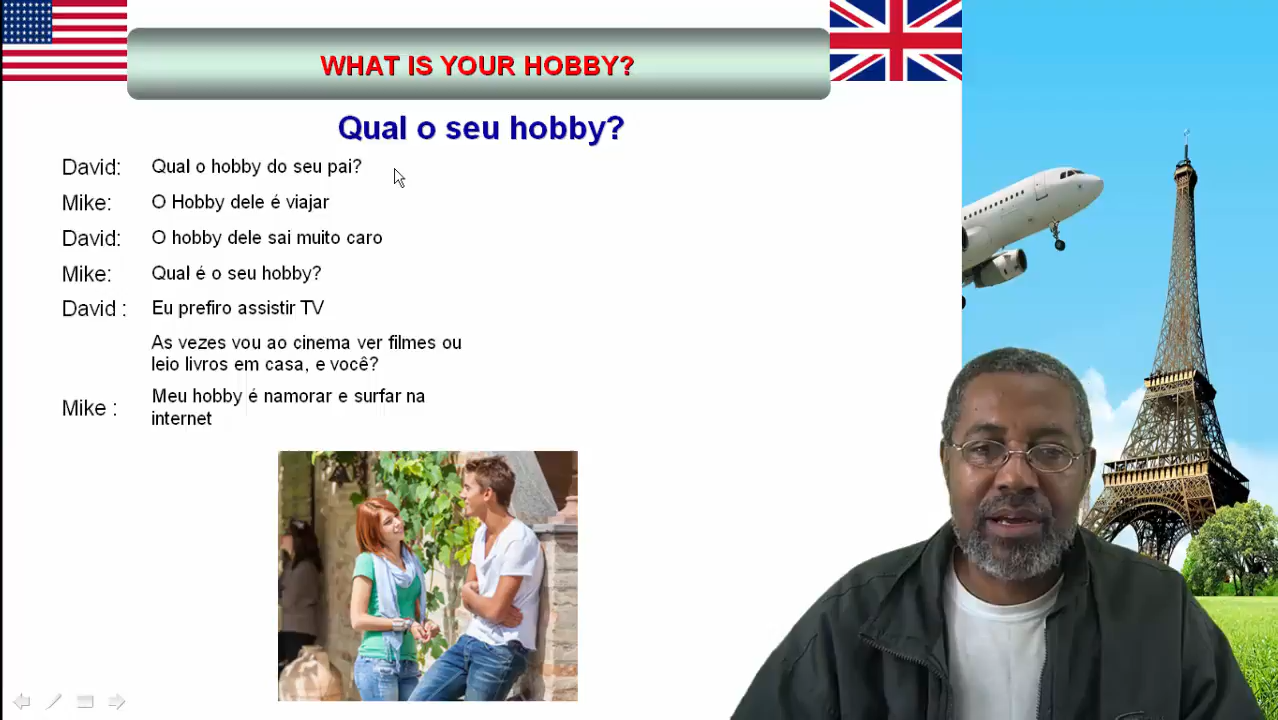 WHAT IS YOUR HOBBY?
Qual o seu hobby?
David: Qual o hobby do seu pai?
Mike: O Hobby dele é viajar
David: O hobby dele sai muito caro
Mike: Qual é o seu hobby?
David : Eu prefiro assistir TV
As vezes vou ao cinema ver filmes ou
leio livros em casa, e você?
Mike : Meu hobby é namorar e surfar na
internet